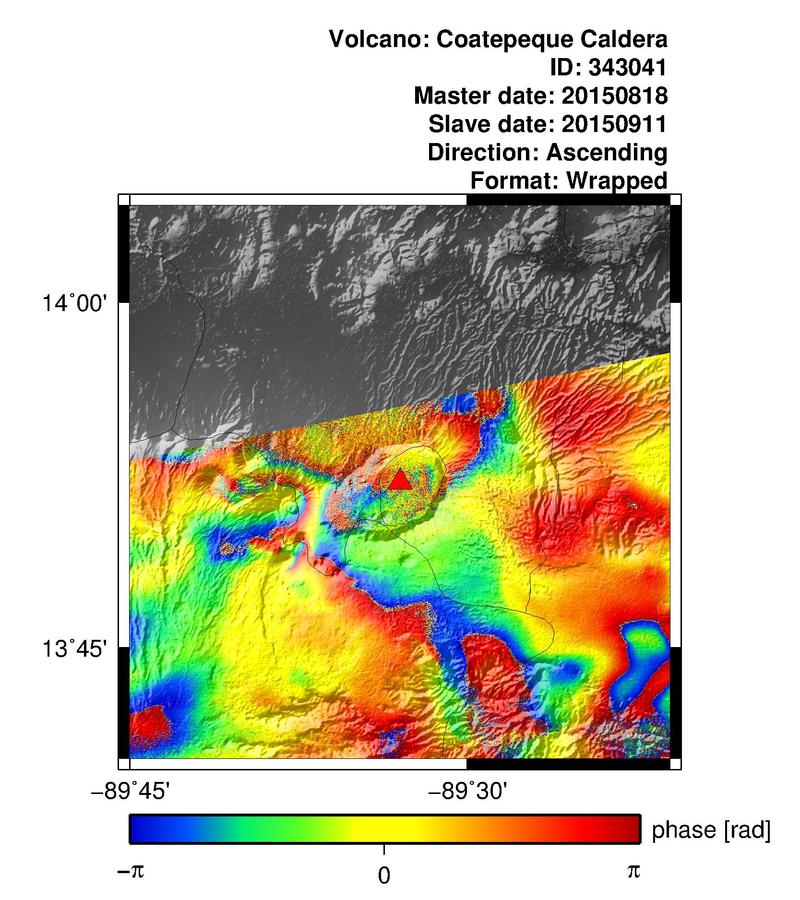 Volcano: Coatepeque Caldera
ID: 343041
Master date: 20150818
Slave date: 20150911
Direction: Ascending
Format: Wrapped
14˚00'
13˚45'
−89˚45' −89˚30'
phase [rad]
−π 0 π